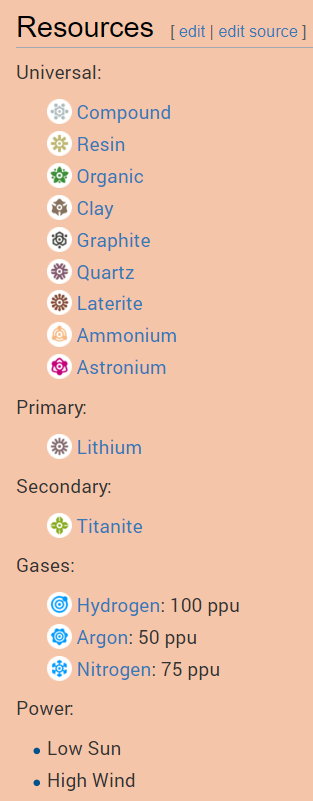 Resources [ edit | edit source ]
Universal:
Compound
Resin
Organic
Clay
Graphite
Quartz
Laterite
Ammonium
Astronium
Primary:
Lithium
Secondary:
Titanite
Gases:
Hydrogen: 100 ppu
Argon: 50 ppu
Nitrogen: 75 ppu
Power:
Low Sun
High Wind